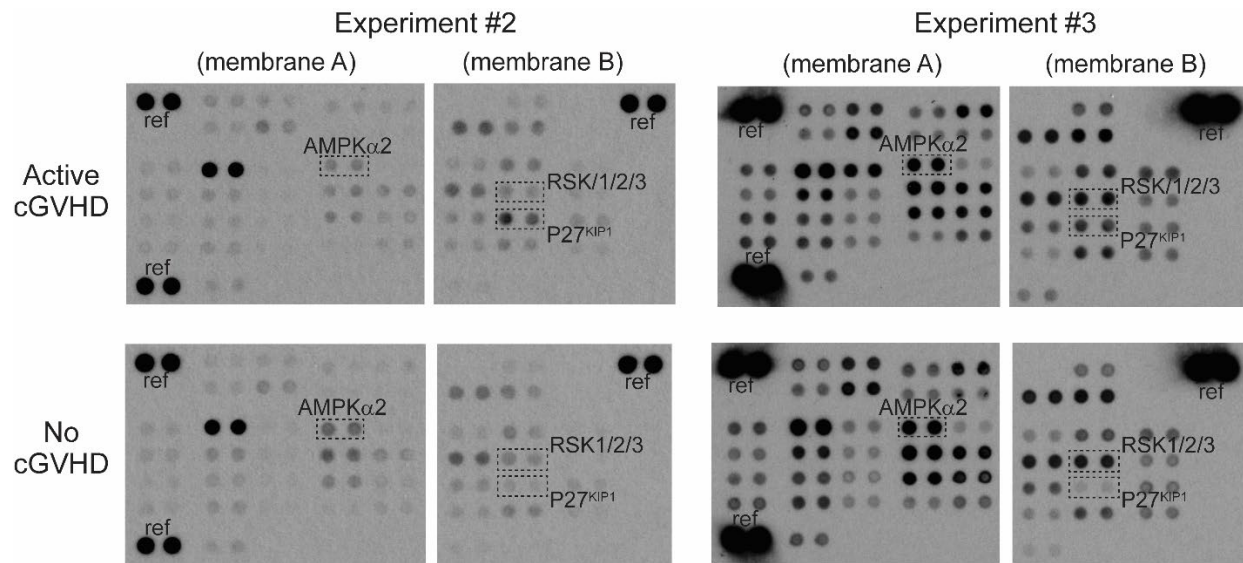 Experiment #2
Experiment #3
(membrane A)
(membrane B)
(membrane A)
(membrane B)
Active
cGVHD
ref
ref
AMPKα2
RSK/1/2/3
P27KIP1
ref
ref
ref
AMPKα2
RSK/1/2/3
P27KIP1
ref
No
cGVHD
ref
ref
AMPKα2
RSK1/2/3
P27KIP1
ref
ref
ref
AMPKα2
RSK1/2/3
P27KIP1
ref